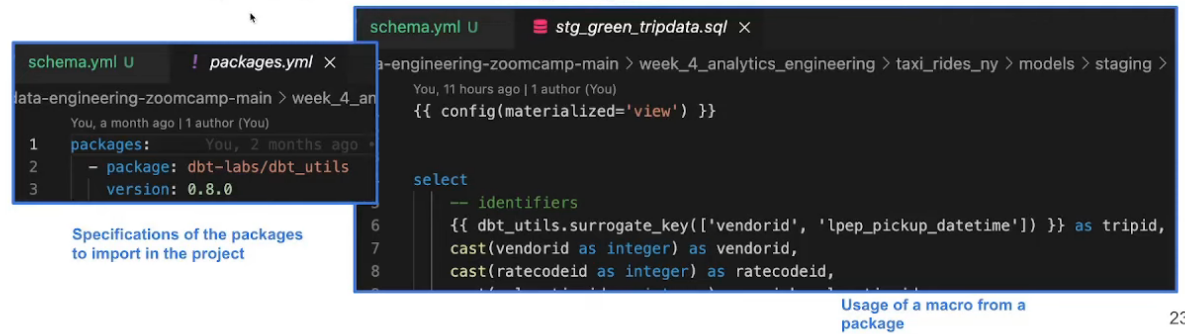 schema.yml U
! packages.yml ×
data-engineering-zoomcamp-main > week_4_an
You, a month ago | 1 author (You)
1 packages: You, 2 months ago •
2 - package: dbt-labs/dbt_utils
3 version: 0.8.0
Specifications of the packages
to import in the project
schema.yml U
stg_green_tripdata.sql ×
a-engineering-zoomcamp-main > week_4_analytics_engineering > taxi_rides_ny > models > staging >
You, 11 hours ago | 1 author (You)
{{ config(materialized='view') }}
select
-- identifiers
6 {{ dbt_utils.surrogate_key(['vendorid', 'lpep_pickup_datetime']) }} as tripid,
7 cast(vendorid as integer) as vendorid,
8 cast(ratecodeid as integer) as ratecodeid,
Usage of a macro from a
package
23